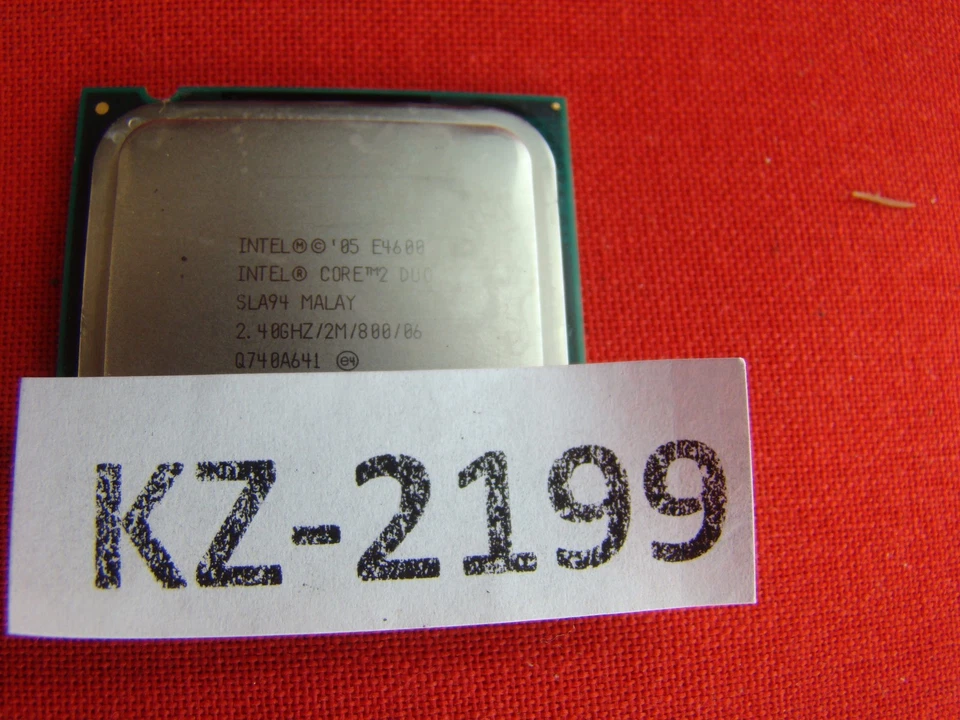 INTEL Ⓜ © '05 E4600
INTEL® CORE™2 DUO
SLA94 MALAY
2.40GHZ/2M/800/06
Q740A641 ⓔ4
KZ-2199